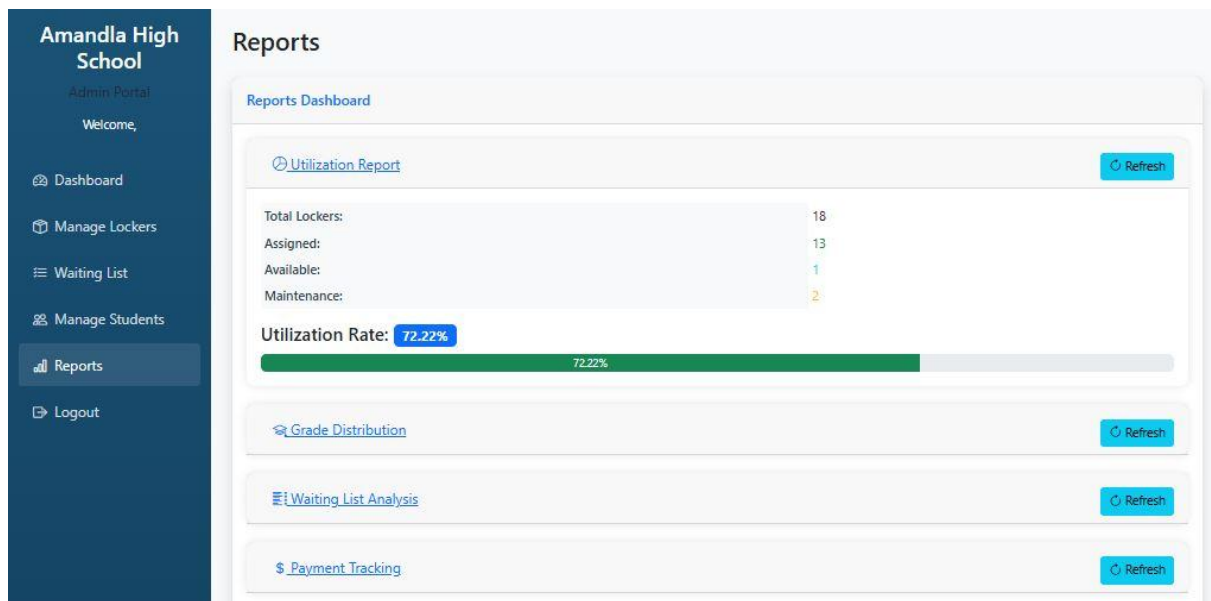 Amandla High
School
Admin Portal
Welcome,
Dashboard
Manage Lockers
Waiting List
Manage Students
Reports
Logout
Reports
Reports Dashboard
Utilization Report
Refresh
Total Lockers: 18
Assigned: 13
Available: 1
Maintenance: 2
Utilization Rate: 72.22%
72.22%
Grade Distribution
Refresh
Waiting List Analysis
Refresh
$ Payment Tracking
Refresh